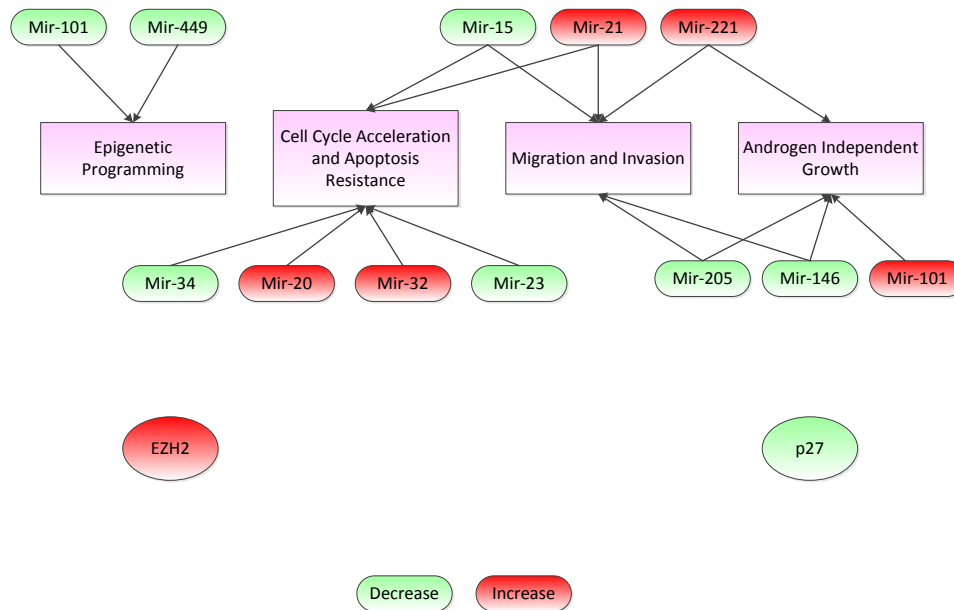 Mir-101
Mir-449
Mir-15
Mir-21
Mir-221
Epigenetic
Programming
Cell Cycle Acceleration
and Apoptosis
Resistance
Migration and Invasion
Androgen Independent
Growth
Mir-34
Mir-20
Mir-32
Mir-23
Mir-205
Mir-146
Mir-101
EZH2
p27
Decrease
Increase